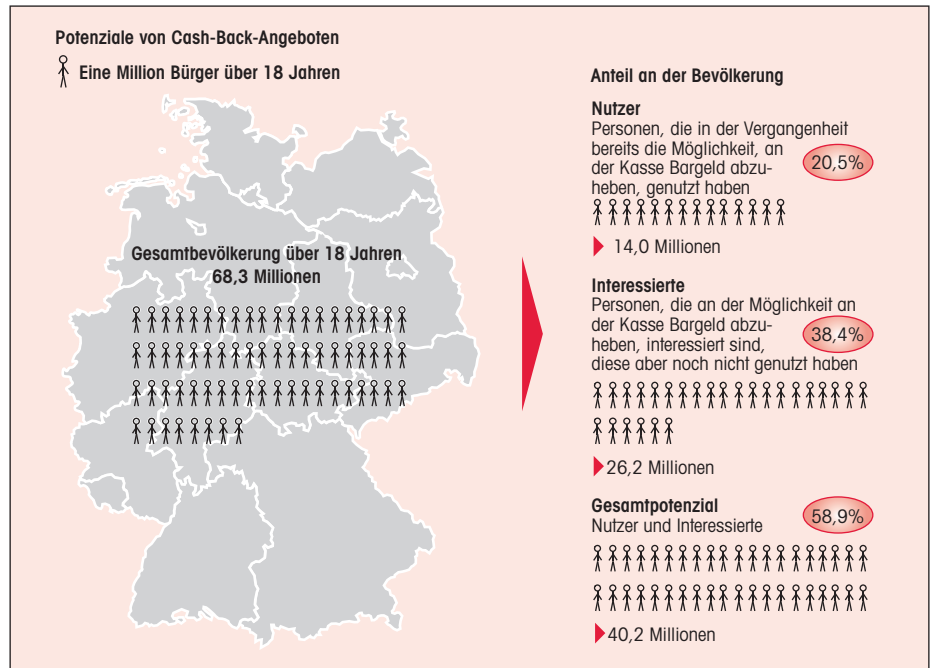 Potenziale von Cash-Back-Angeboten
Eine Million Bürger über 18 Jahren
Gesamtbevölkerung über 18 Jahren
68,3 Millionen
Anteil an der Bevölkerung
Nutzer
Personen, die in der Vergangenheit
bereits die Möglichkeit, an
der Kasse Bargeld abzu-
heben, genutzt haben
20,5%
14,0 Millionen
Interessierte
Personen, die an der Möglichkeit an
der Kasse Bargeld abzu-
heben, interessiert sind,
diese aber noch nicht genutzt haben
38,4%
26,2 Millionen
Gesamtpotenzial
Nutzer und Interessierte
58,9%
40,2 Millionen